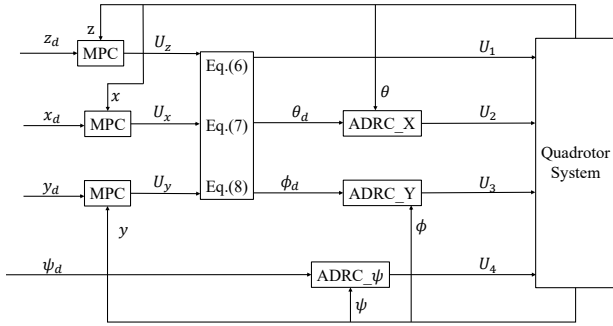 z
z_d
MPC
U_z
Eq.(6)
U_1
x
θ
x_d
MPC
U_x
Eq.(7)
θ_d
ADRC_X
U_2
Quadrotor
System
y_d
MPC
U_y
Eq.(8)
ϕ_d
ADRC_Y
U_3
y
ϕ
ψ_d
ADRC_ψ
U_4
ψ